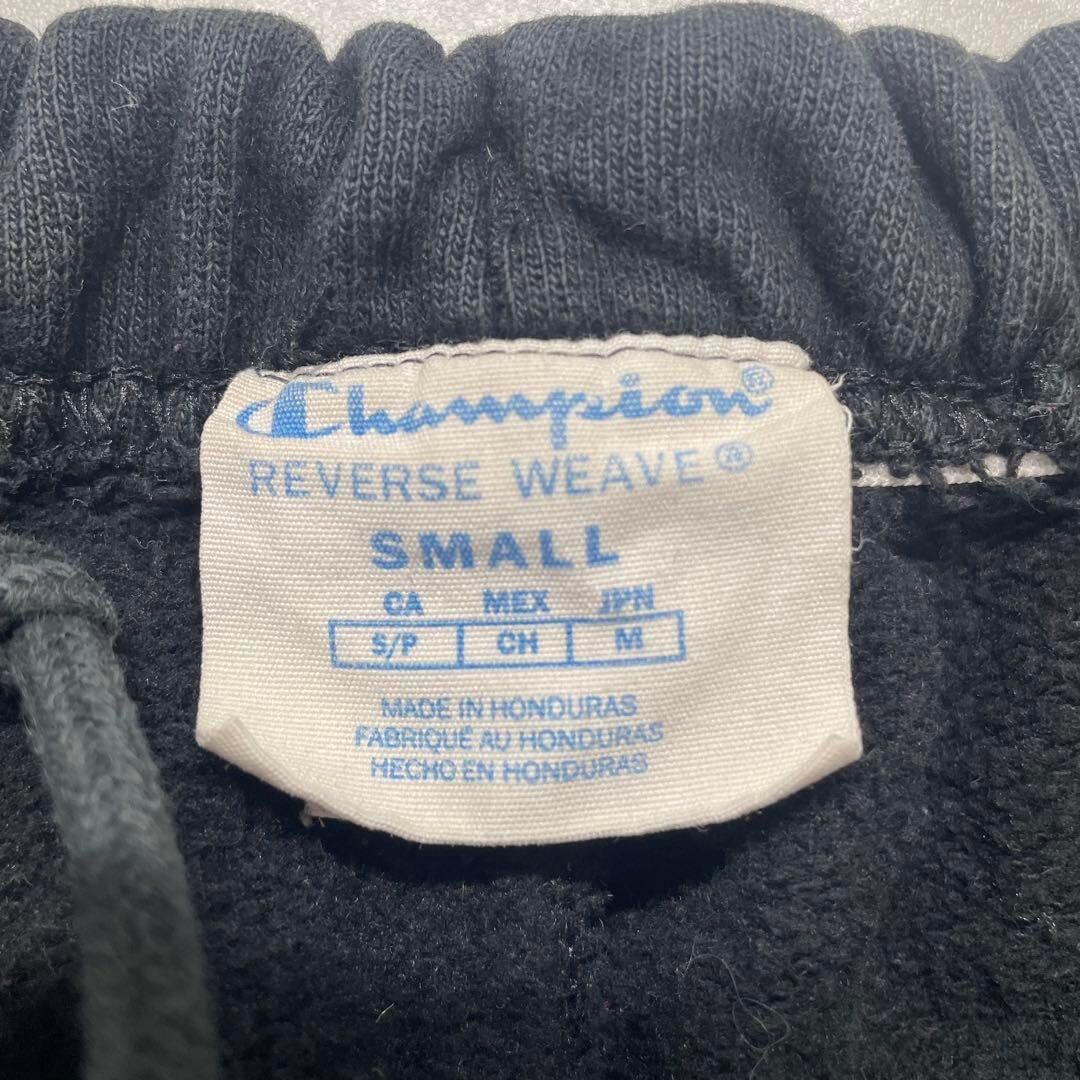 Champion®
REVERSE WEAVE®
SMALL
CA MEX JPN
S/P CH M
MADE IN HONDURAS
FABRIQUÉ AU HONDURAS
HECHO EN HONDURAS